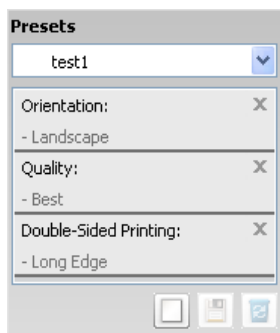 Presets
test1
Orientation:
- Landscape
Quality:
- Best
Double-Sided Printing:
- Long Edge